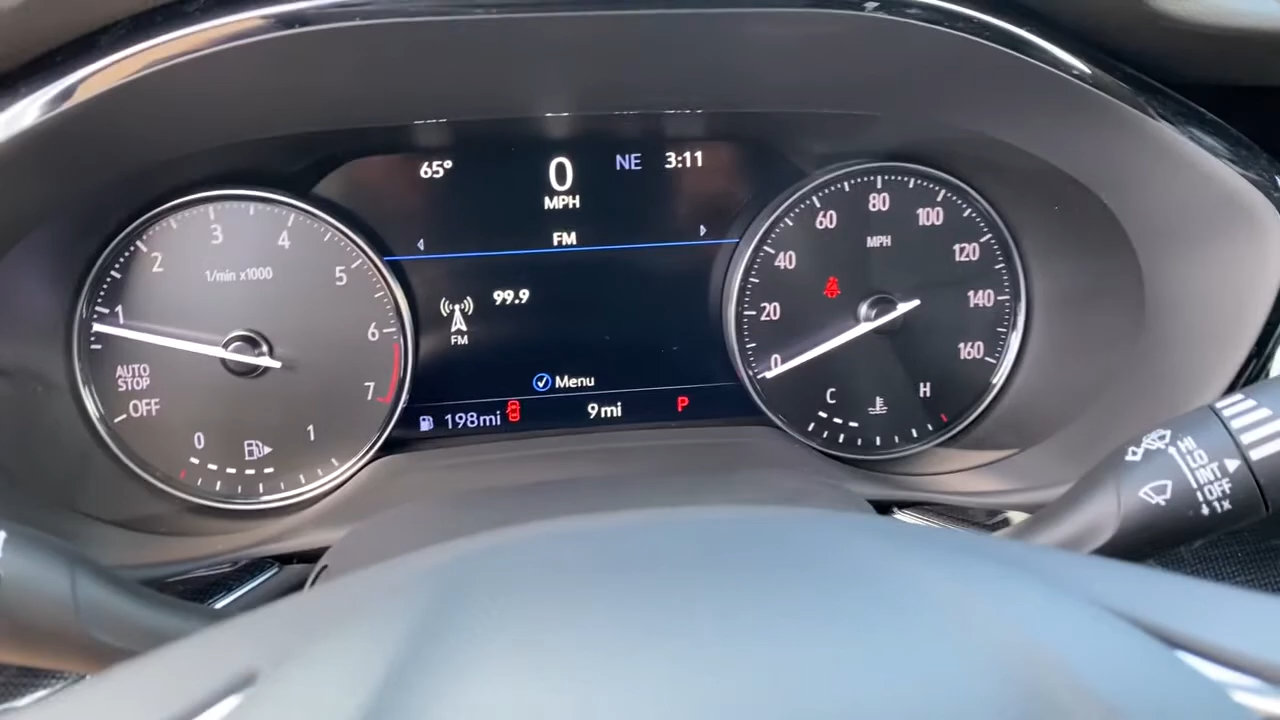 65° 0 NE 3:11
MPH
FM
99.9
FM
Menu
198mi 9mi P
1 2 3 4 5 6 7
1/min x1000
AUTO
STOP
OFF
0 1
0 20 40 60 80 100 120 140 160
MPH
C H
HI
LO
INT
OFF
1x